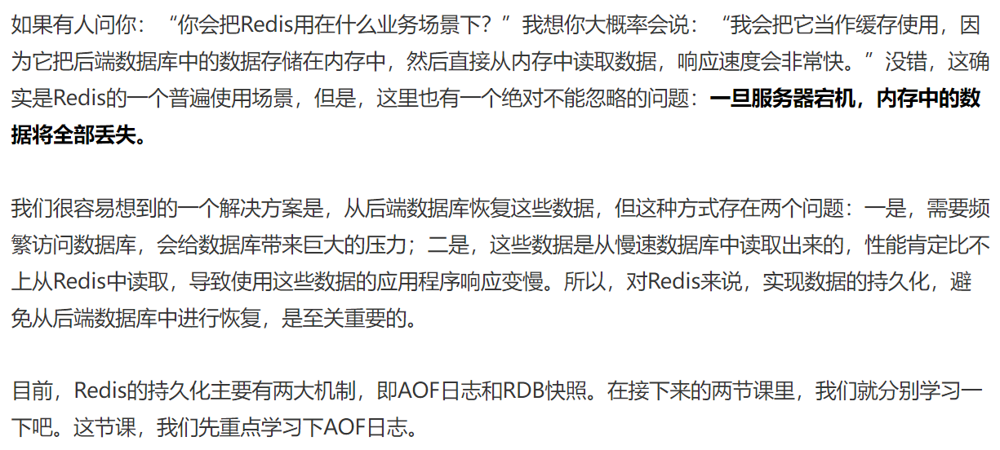 如果有人问你：“你会把Redis用在什么业务场景下？”我想你大概率会说：“我会把它当作缓存使用，因
为它把后端数据库中的数据存储在内存中，然后直接从内存中读取数据，响应速度会非常快。”没错，这确
实是Redis的一个普遍使用场景，但是，这里也有一个绝对不能忽略的问题：一旦服务器宕机，内存中的数
据将全部丢失。
我们很容易想到的一个解决方案是，从后端数据库恢复这些数据，但这种方式存在两个问题：一是，需要频
繁访问数据库，会给数据库带来巨大的压力；二是，这些数据是从慢速数据库中读取出来的，性能肯定比不
上从Redis中读取，导致使用这些数据的应用程序响应变慢。所以，对Redis来说，实现数据的持久化，避
免从后端数据库中进行恢复，是至关重要的。
目前，Redis的持久化主要有两大机制，即AOF日志和RDB快照。在接下来的两节课里，我们就分别学习一
下吧。这节课，我们先重点学习下AOF日志。